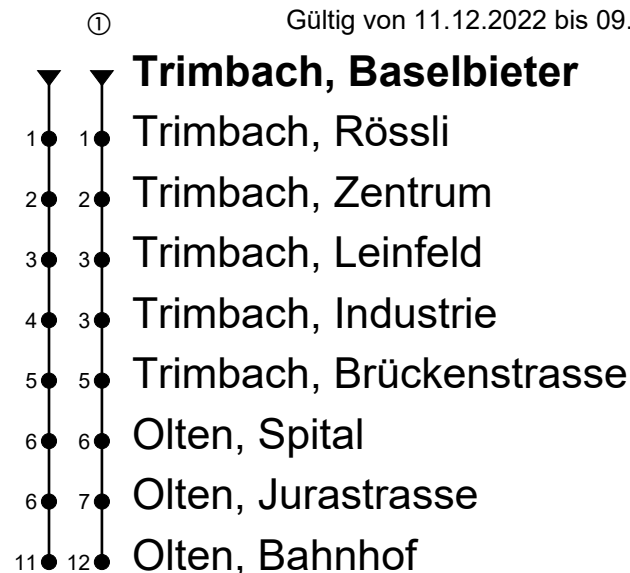 ① Gültig von 11.12.2022 bis 09.
Trimbach, Baselbieter
1 1 Trimbach, Rössli
2 2 Trimbach, Zentrum
3 3 Trimbach, Leinfeld
4 3 Trimbach, Industrie
5 5 Trimbach, Brückenstrasse
6 6 Olten, Spital
6 7 Olten, Jurastrasse
11 12 Olten, Bahnhof